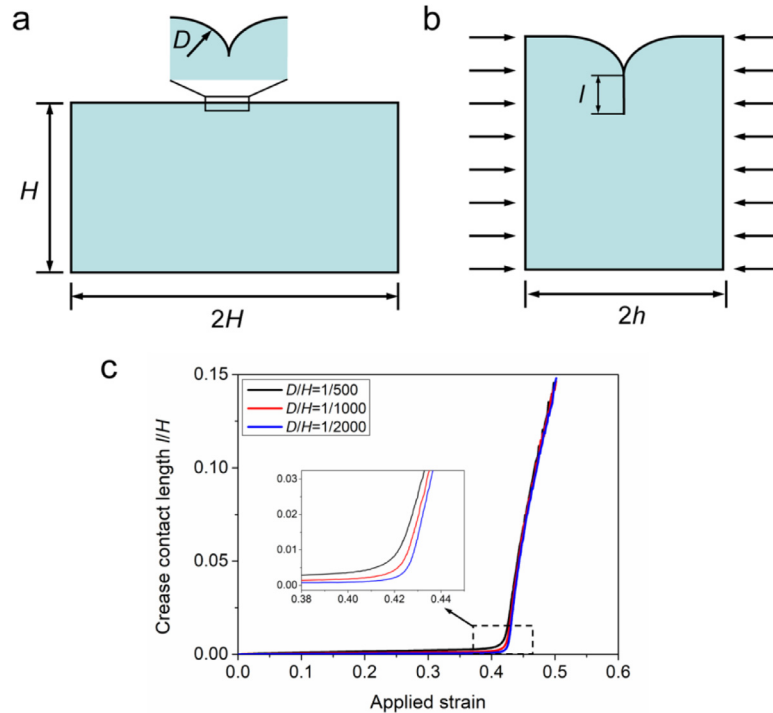 a
D
H
2H
b
l
2h
c
Crease contact length l/H
0.15
0.10
0.05
0.00
D/H=1/500
D/H=1/1000
D/H=1/2000
0.03
0.02
0.01
0.00
0.38
0.40
0.42
0.44
0.0
0.1
0.2
0.3
0.4
0.5
0.6
Applied strain